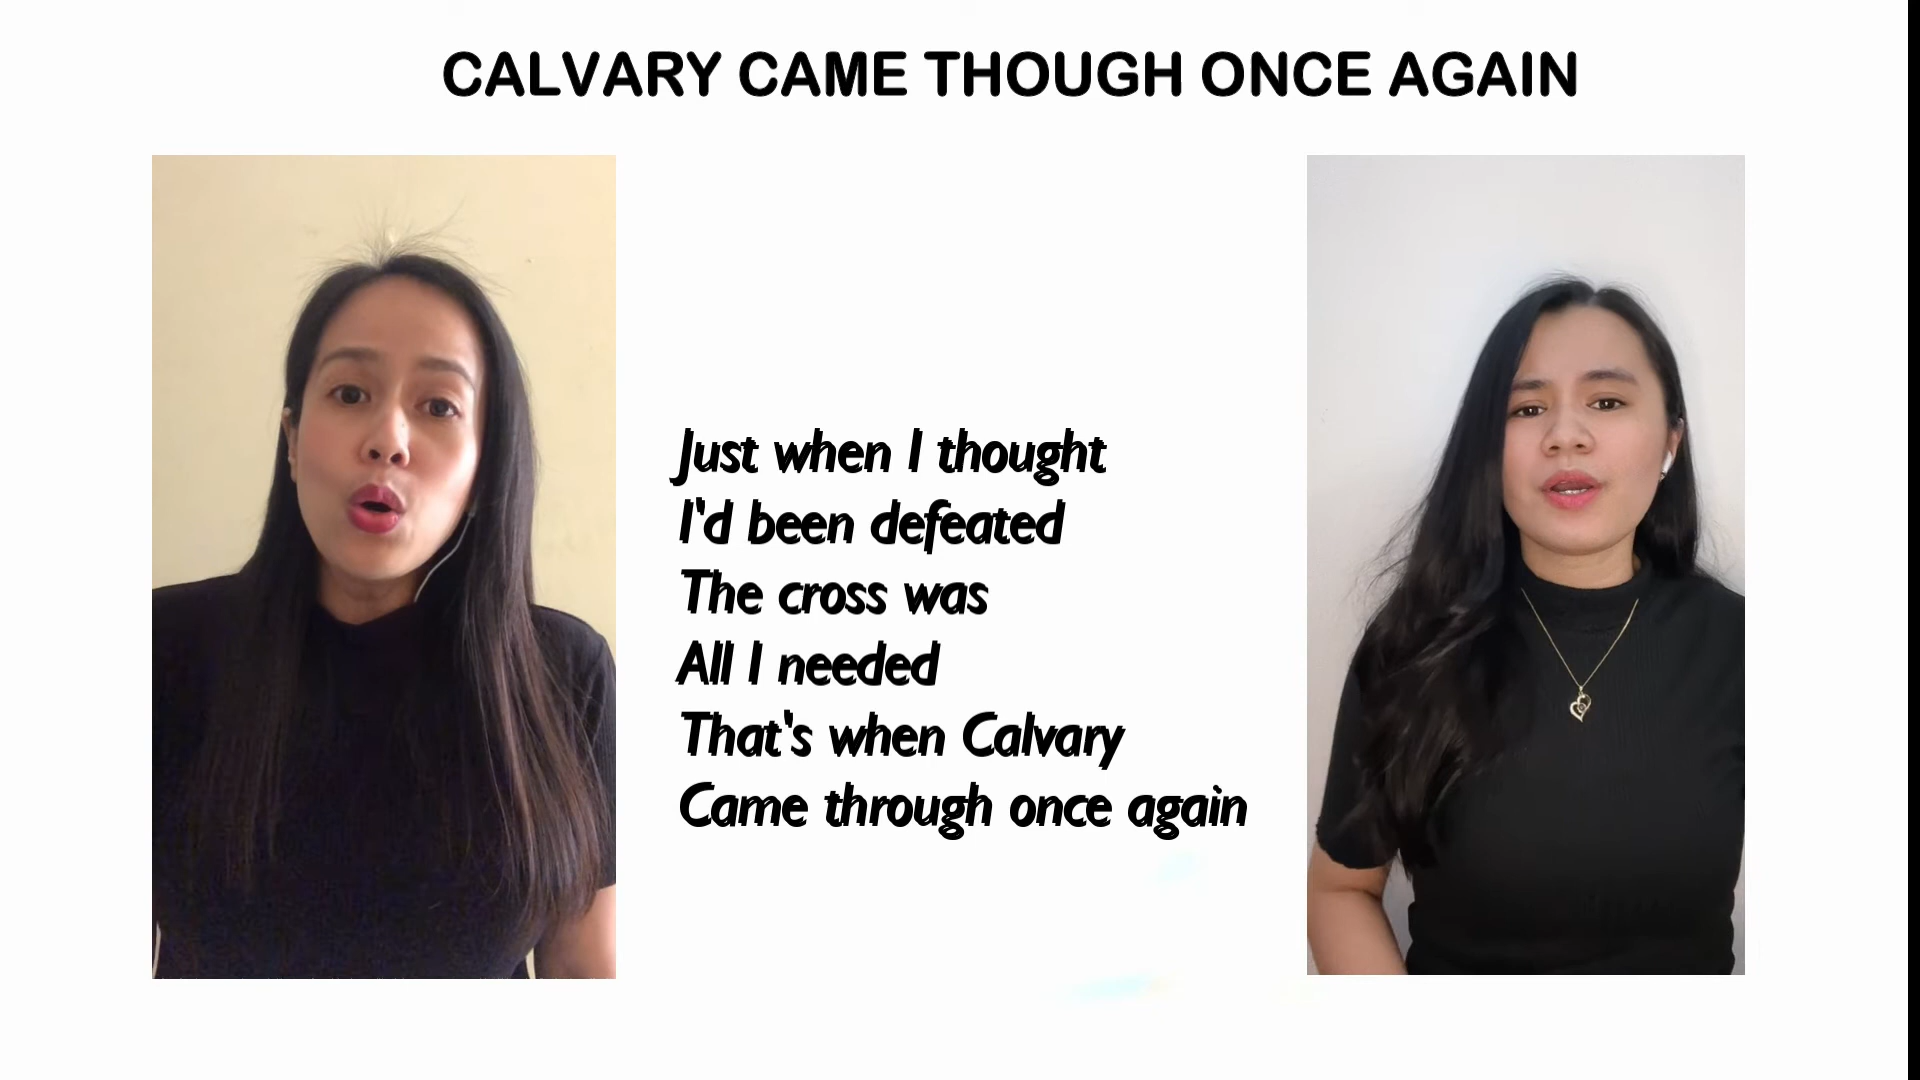 CALVARY CAME THOUGH ONCE AGAIN
Just when I thought
I'd been defeated
The cross was
All I needed
That's when Calvary
Came through once again